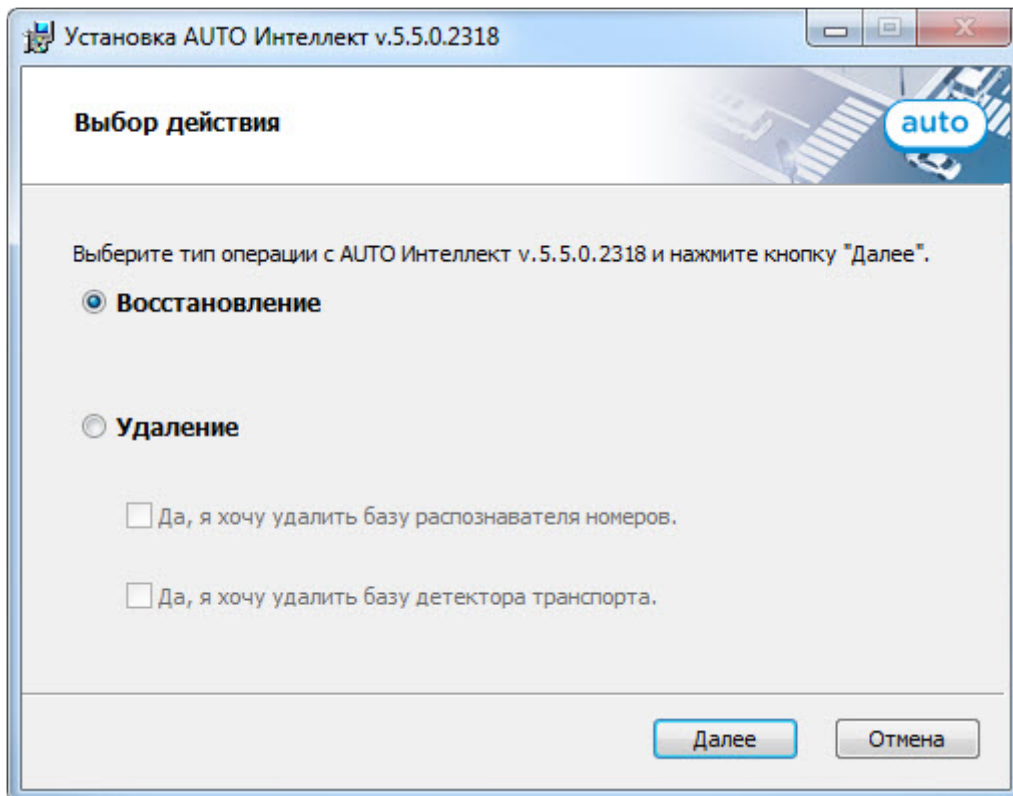 Установка AUTO Интеллект v.5.5.0.2318
Выбор действия
auto
Выберите тип операции с AUTO Интеллект v.5.5.0.2318 и нажмите кнопку "Далее".
Восстановление
Удаление
Да, я хочу удалить базу распознавателя номеров.
Да, я хочу удалить базу детектора транспорта.
Далее
Отмена